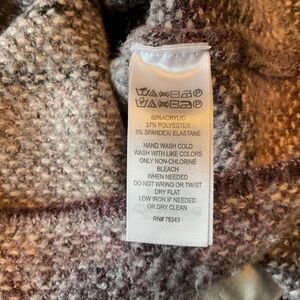 60%ACRYLIC
37% POLYESTER
3% SPANDEX/ ELASTANE
HAND WASH COLD
WASH WITH LIKE COLORS
ONLY NON-CHLORINE
BLEACH
WHEN NEEDED
DO NOT WRING OR TWIST
DRY FLAT
LOW IRON IF NEEDED
OR DRY CLEAN
RN# 75343